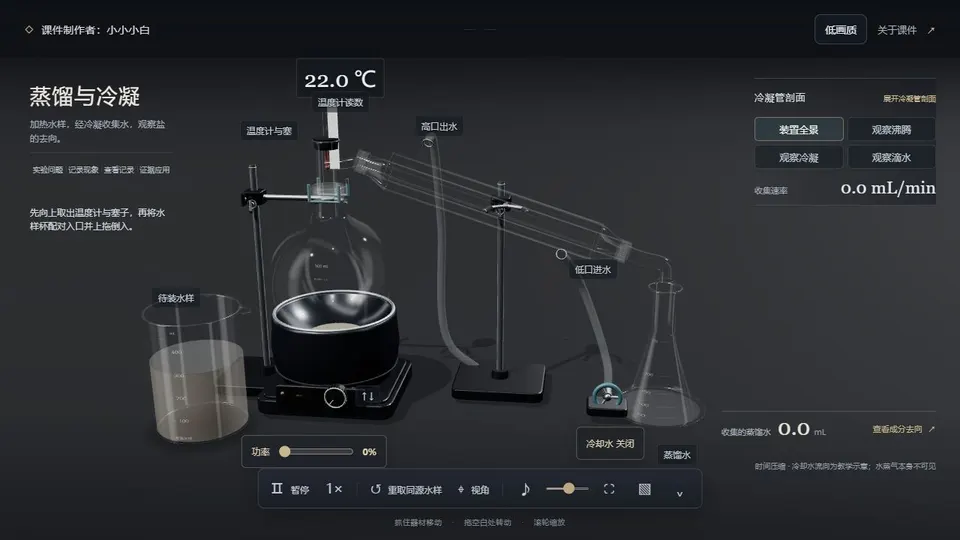 课件制作者：小小小白
低画质
关于课件 ↗
蒸馏与冷凝
加热水样，经冷凝收集水，观察盐
的去向。
实验问题 记录现象 查看记录 证据应用
先向上取出温度计与塞子，再将水
样杯配对入口并上拖倒入。
22.0 ℃
温度计读数
温度计与塞
高口出水
低口进水
待装水样
冷凝管剖面
展开冷凝管剖面
装置全景
观察沸腾
观察冷凝
观察滴水
收集速率
0.0 mL/min
收集的蒸馏水 0.0 mL
查看成分去向 ↗
时间压缩 · 冷却水流向为教学示意；水蒸气本身不可见
功率 0%
冷却水 关闭
蒸馏水
暂停
1×
重取同源水样
视角
抓住器材移动 · 拖空白处转动 · 滚轮缩放